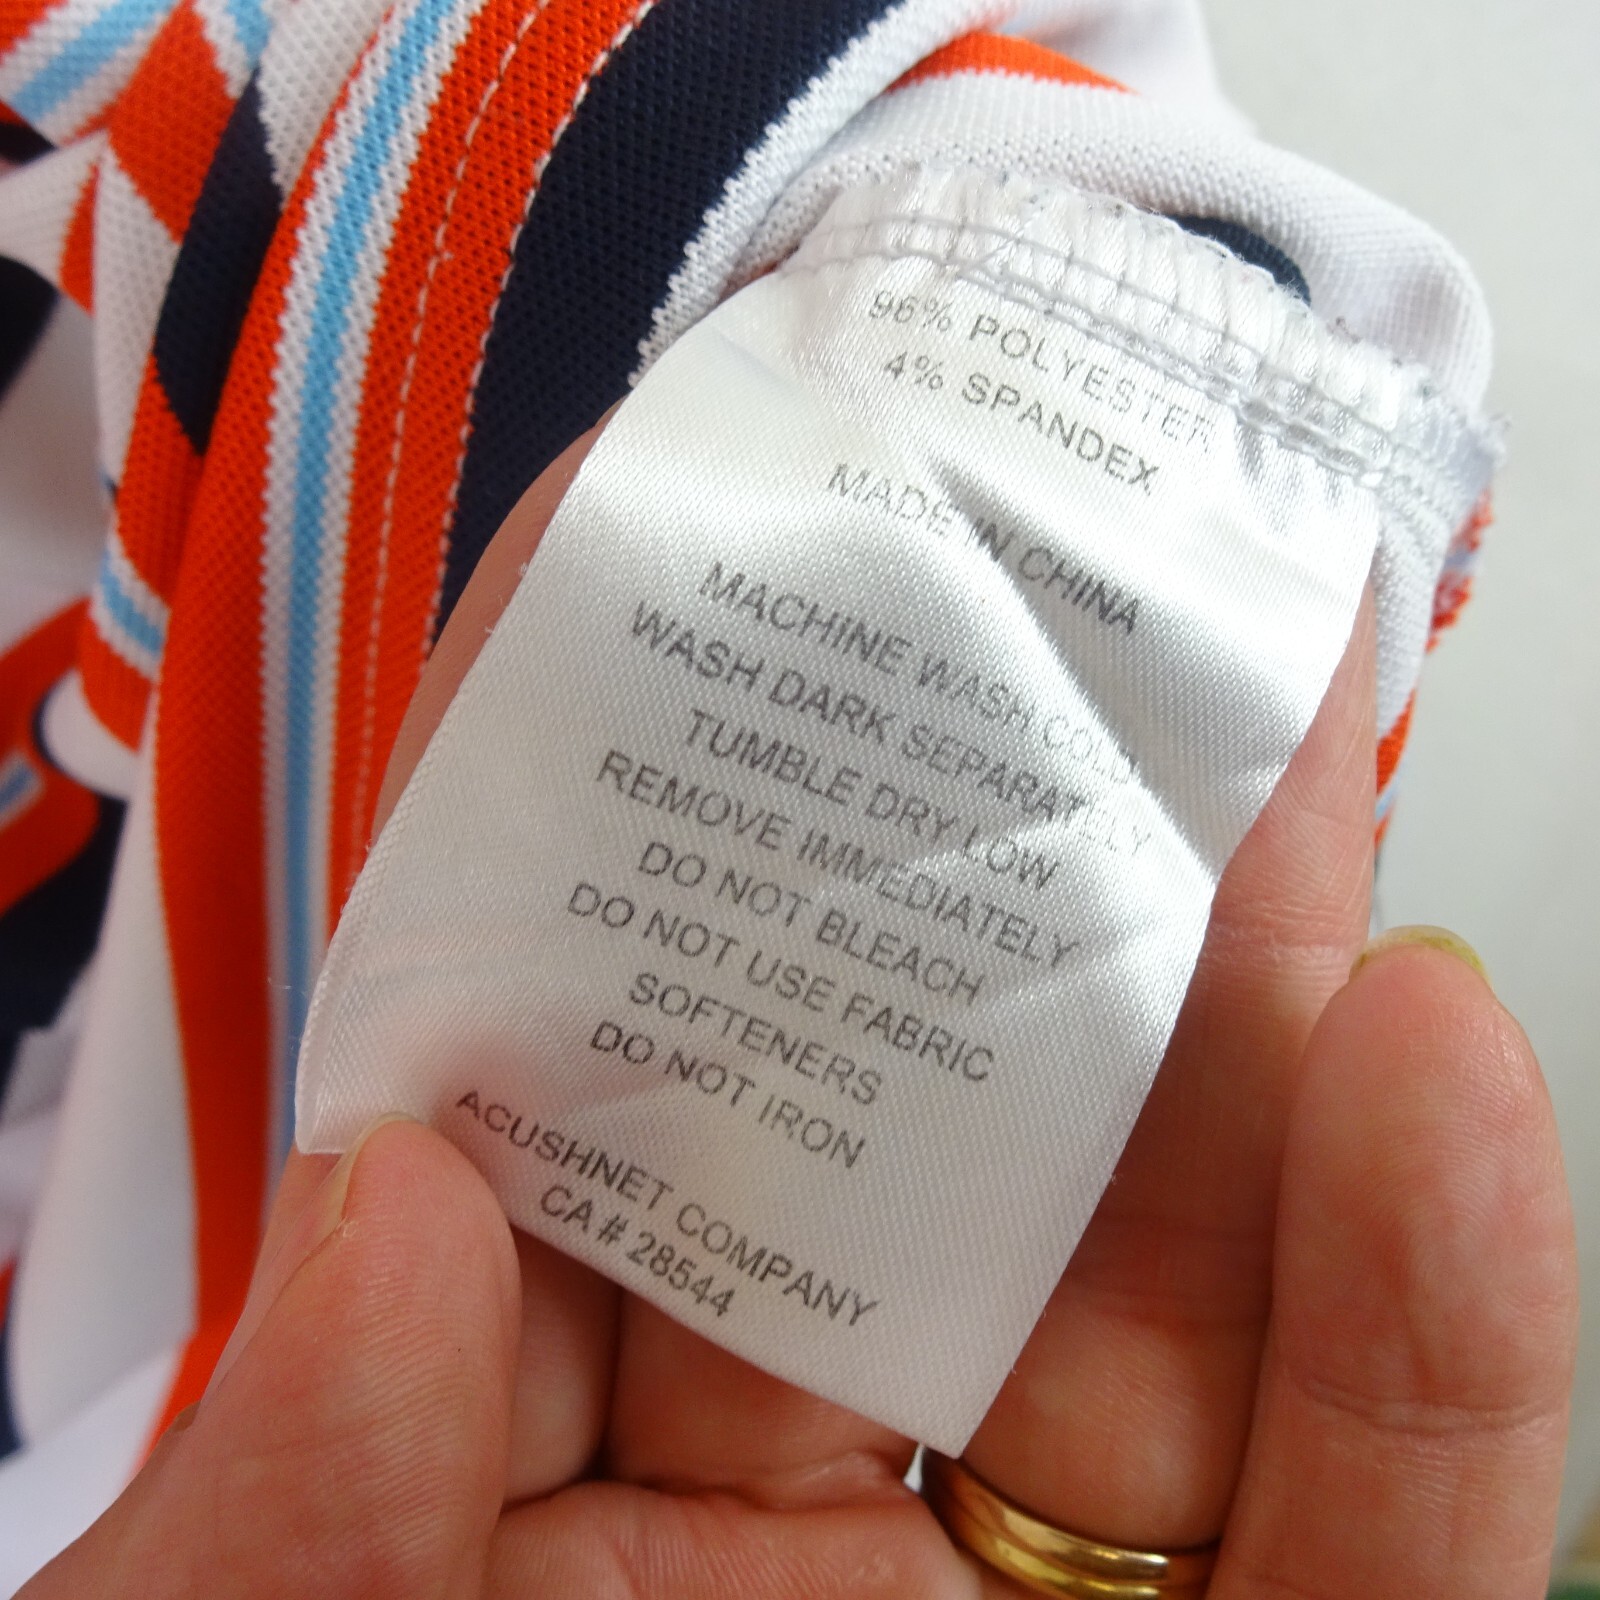 96% POLYESTER
4% SPANDEX
MADE IN CHINA
MACHINE WASH COLD
WASH DARK SEPARATELY
TUMBLE DRY LOW
REMOVE IMMEDIATELY
DO NOT BLEACH
DO NOT USE FABRIC
SOFTENERS
DO NOT IRON
ACUSHNET COMPANY
CA # 28544